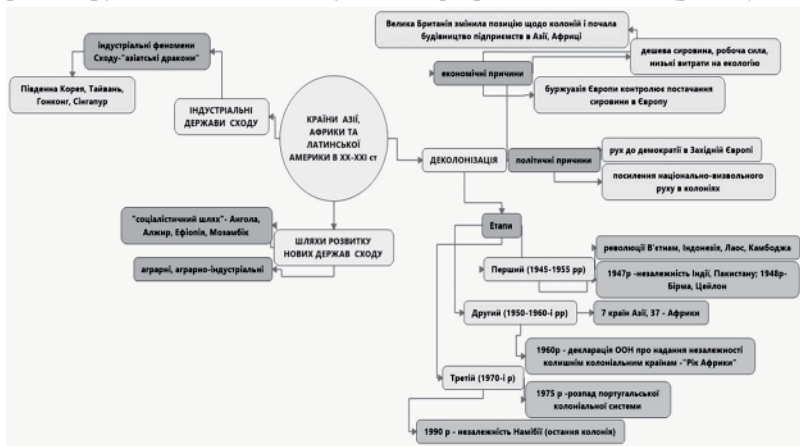 Велика Британія змінила позицію щодо колоній і почала
будівництво підприємств в Азії, Африці
індустріальні феномени
Сходу-"азіатські дракони"
дешева сировина, робоча сила,
низькі витрати на екологію
економічні причини
Південна Корея, Тайвань,
Гонконг, Сінгапур
буржуазія Європи контролює постачання
сировини в Європу
ІНДУСТРІАЛЬНІ
ДЕРЖАВИ СХОДУ
КРАЇНИ АЗІЇ,
АФРИКИ ТА
ЛАТИНСЬКОЇ
АМЕРИКИ В XX-XXI ст
ДЕКОЛОНІЗАЦІЯ
політичні причини
рух до демократії в Західній Європі
посилення національно-визвольного
руху в колоніях
"соціалістичний шлях"- Ангола,
Алжир, Ефіопія, Мозамбік
ШЛЯХИ РОЗВИТКУ
НОВИХ ДЕРЖАВ СХОДУ
аграрні, аграрно-індустріальні
Етапи
революції В'єтнам, Індонезія, Лаос, Камбоджа
Перший (1945-1955 рр)
1947р -незалежність Індії, Пакистану; 1948р-
Бірма, Цейлон
Другий (1950-1960-і рр)
7 країн Азії, 37 - Африки
1960р - декларація ООН про надання незалежності
колишнім колоніальним країнам -"Рік Африки"
Третій (1970-і р)
1975 р -розпад португальської
колоніальної системи
1990 р - незалежність Намібії (остання колонія)